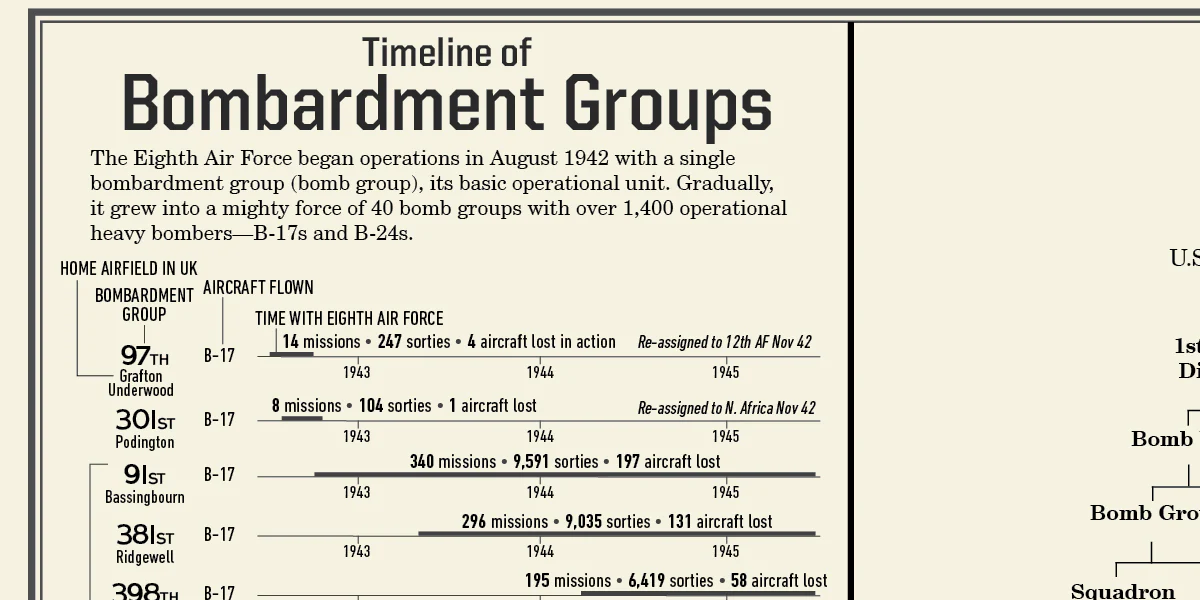 Timeline of
Bombardment Groups
The Eighth Air Force began operations in August 1942 with a single
bombardment group (bomb group), its basic operational unit. Gradually,
it grew into a mighty force of 40 bomb groups with over 1,400 operational
heavy bombers—B-17s and B-24s.
HOME AIRFIELD IN UK
BOMBARDMENT
GROUP
AIRCRAFT FLOWN
TIME WITH EIGHTH AIR FORCE
97TH
Grafton
Underwood
B-17
14 missions • 247 sorties • 4 aircraft lost in action
Re-assigned to 12th AF Nov 42
1943 1944 1945
301ST
Podington
B-17
8 missions • 104 sorties • 1 aircraft lost
Re-assigned to N. Africa Nov 42
1943 1944 1945
91ST
Bassingbourn
B-17
340 missions • 9,591 sorties • 197 aircraft lost
1943 1944 1945
381ST
Ridgewell
B-17
296 missions • 9,035 sorties • 131 aircraft lost
1943 1944 1945
398TH
B-17
195 missions • 6,419 sorties • 58 aircraft lost
U.S
1st
Di
Bomb
Bomb Gro
Squadron